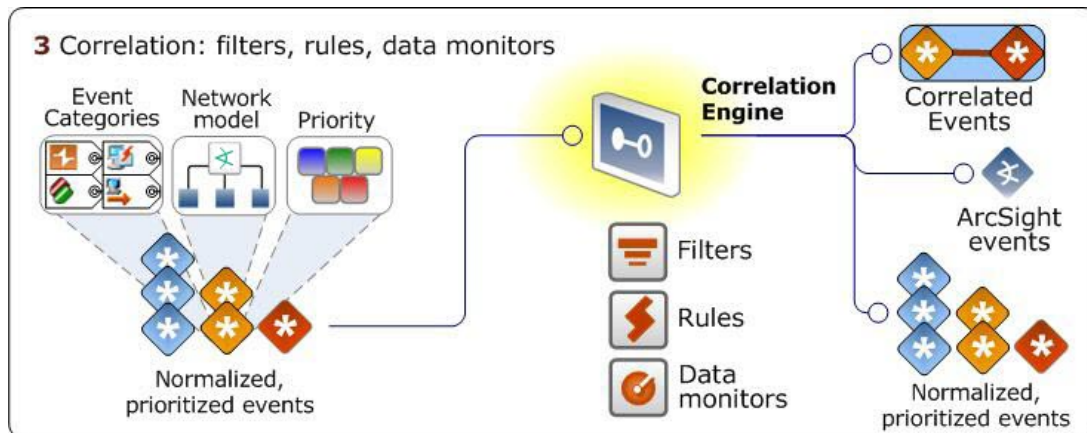 3 Correlation: filters, rules, data monitors
Event
Categories
Network
model
Priority
Normalized,
prioritized events
Correlation
Engine
Filters
Rules
Data
monitors
Correlated
Events
ArcSight
events
Normalized,
prioritized events